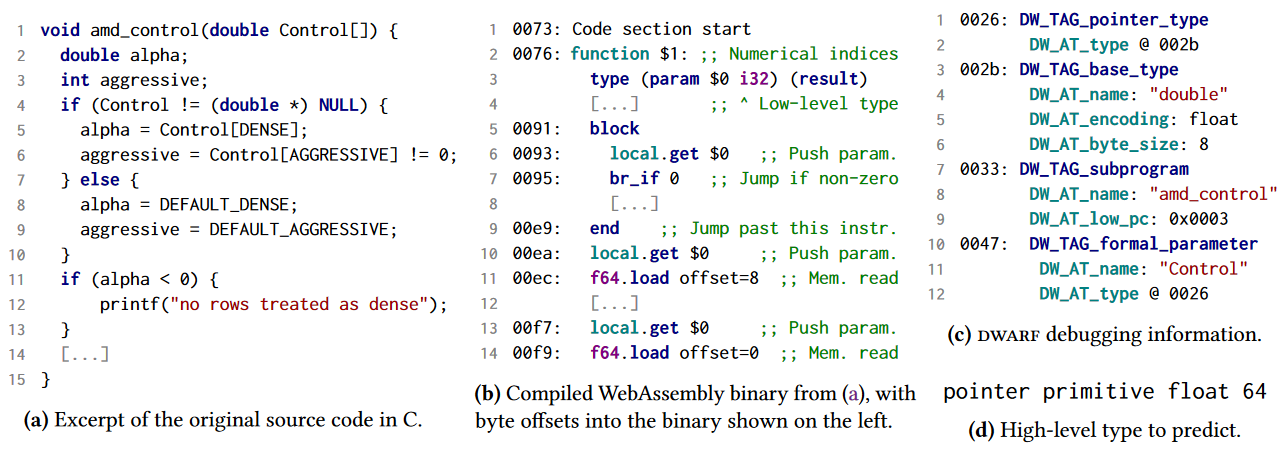 1 void amd_control(double Control[]) {
2 double alpha;
3 int aggressive;
4 if (Control != (double *) NULL) {
5 alpha = Control[DENSE];
6 aggressive = Control[AGGRESSIVE] != 0;
7 } else {
8 alpha = DEFAULT_DENSE;
9 aggressive = DEFAULT_AGGRESSIVE;
10 }
11 if (alpha < 0) {
12 printf("no rows treated as dense");
13 }
14 [...]
15 }
(a) Excerpt of the original source code in C.
1 0073: Code section start
2 0076: function $1: ;; Numerical indices
3 type (param $0 i32) (result)
4 [...] ;; ^ Low-level type
5 0091: block
6 0093: local.get $0 ;; Push param.
7 0095: br_if 0 ;; Jump if non-zero
8 [...]
9 00e9: end ;; Jump past this instr.
10 00ea: local.get $0 ;; Push param.
11 00ec: f64.load offset=8 ;; Mem. read
12 [...]
13 00f7: local.get $0 ;; Push param.
14 00f9: f64.load offset=0 ;; Mem. read
(b) Compiled WebAssembly binary from (a), with
byte offsets into the binary shown on the left.
1 0026: DW_TAG_pointer_type
2 DW_AT_type @ 002b
3 002b: DW_TAG_base_type
4 DW_AT_name: "double"
5 DW_AT_encoding: float
6 DW_AT_byte_size: 8
7 0033: DW_TAG_subprogram
8 DW_AT_name: "amd_control"
9 DW_AT_low_pc: 0x0003
10 0047: DW_TAG_formal_parameter
11 DW_AT_name: "Control"
12 DW_AT_type @ 0026
(c) DWARF debugging information.
pointer primitive float 64
(d) High-level type to predict.